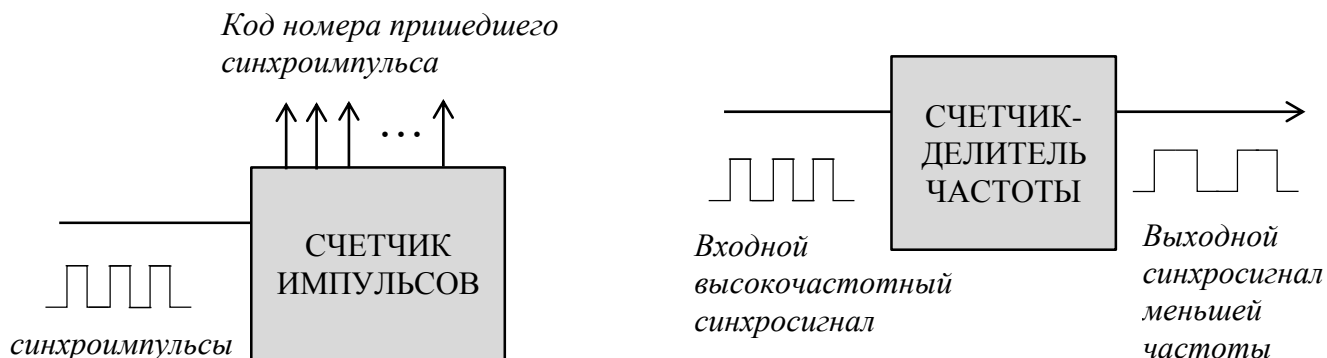 Код номера пришедшего
синхроимпульса
...
СЧЕТЧИК
ИМПУЛЬСОВ
синхроимпульсы
СЧЕТЧИК-
ДЕЛИТЕЛЬ
ЧАСТОТЫ
Входной
высокочастотный
синхросигнал
Выходной
синхросигнал
меньшей
частоты